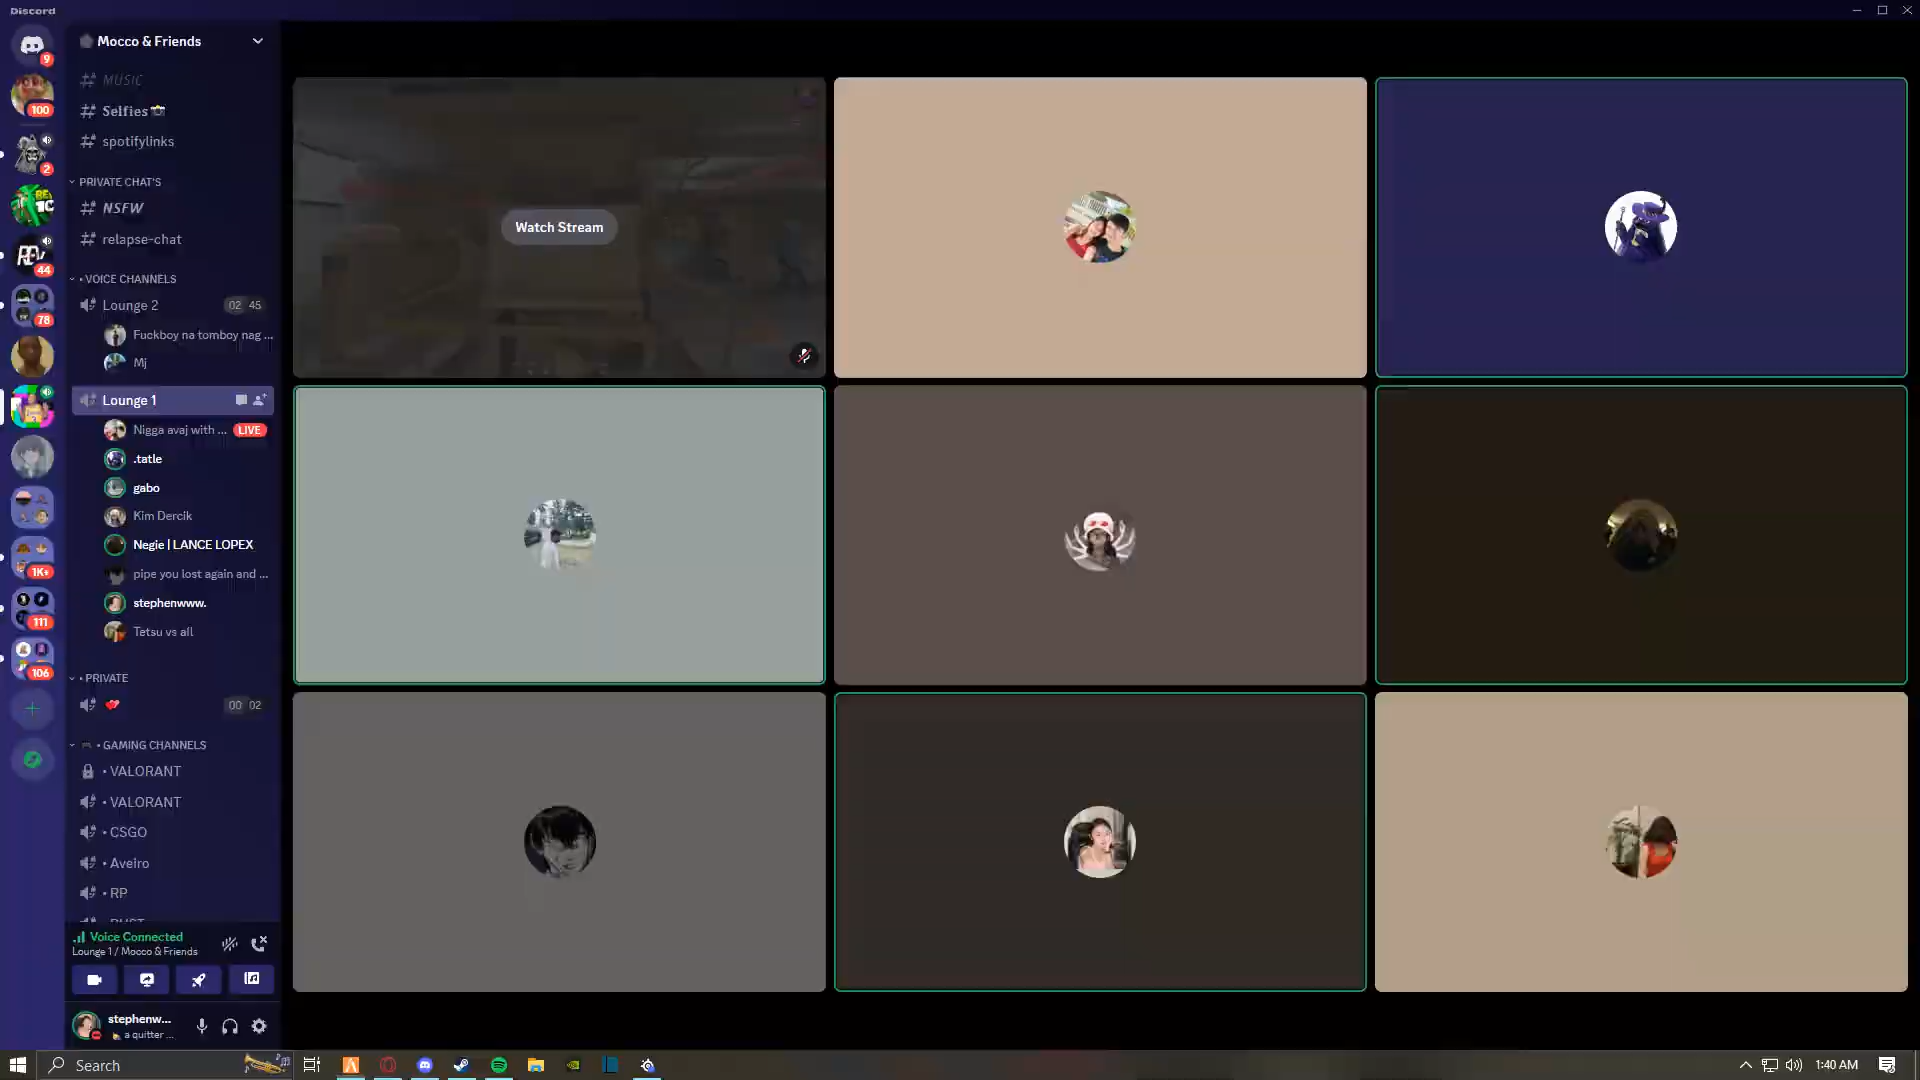 Discord
9
100
2
44
78
1K+
111
106
Mocco & Friends
MUSIC
Selfies
spotifylinks
PRIVATE CHAT'S
NSFW
relapse-chat
• VOICE CHANNELS
Lounge 2
02 45
Fuckboy na tomboy nag ...
Mj
Lounge 1
Nigga avaj with ...
LIVE
.tatle
gabo
Kim Dercik
Negie | LANCE LOPEX
pipe you lost again and ...
stephenwww.
Tetsu vs all
• PRIVATE
00 02
• GAMING CHANNELS
• VALORANT
• VALORANT
• CSGO
• Aveiro
• RP
Voice Connected
Lounge 1 / Mocco & Friends
stephenw...
a quitter ...
Watch Stream
Search
1:40 AM